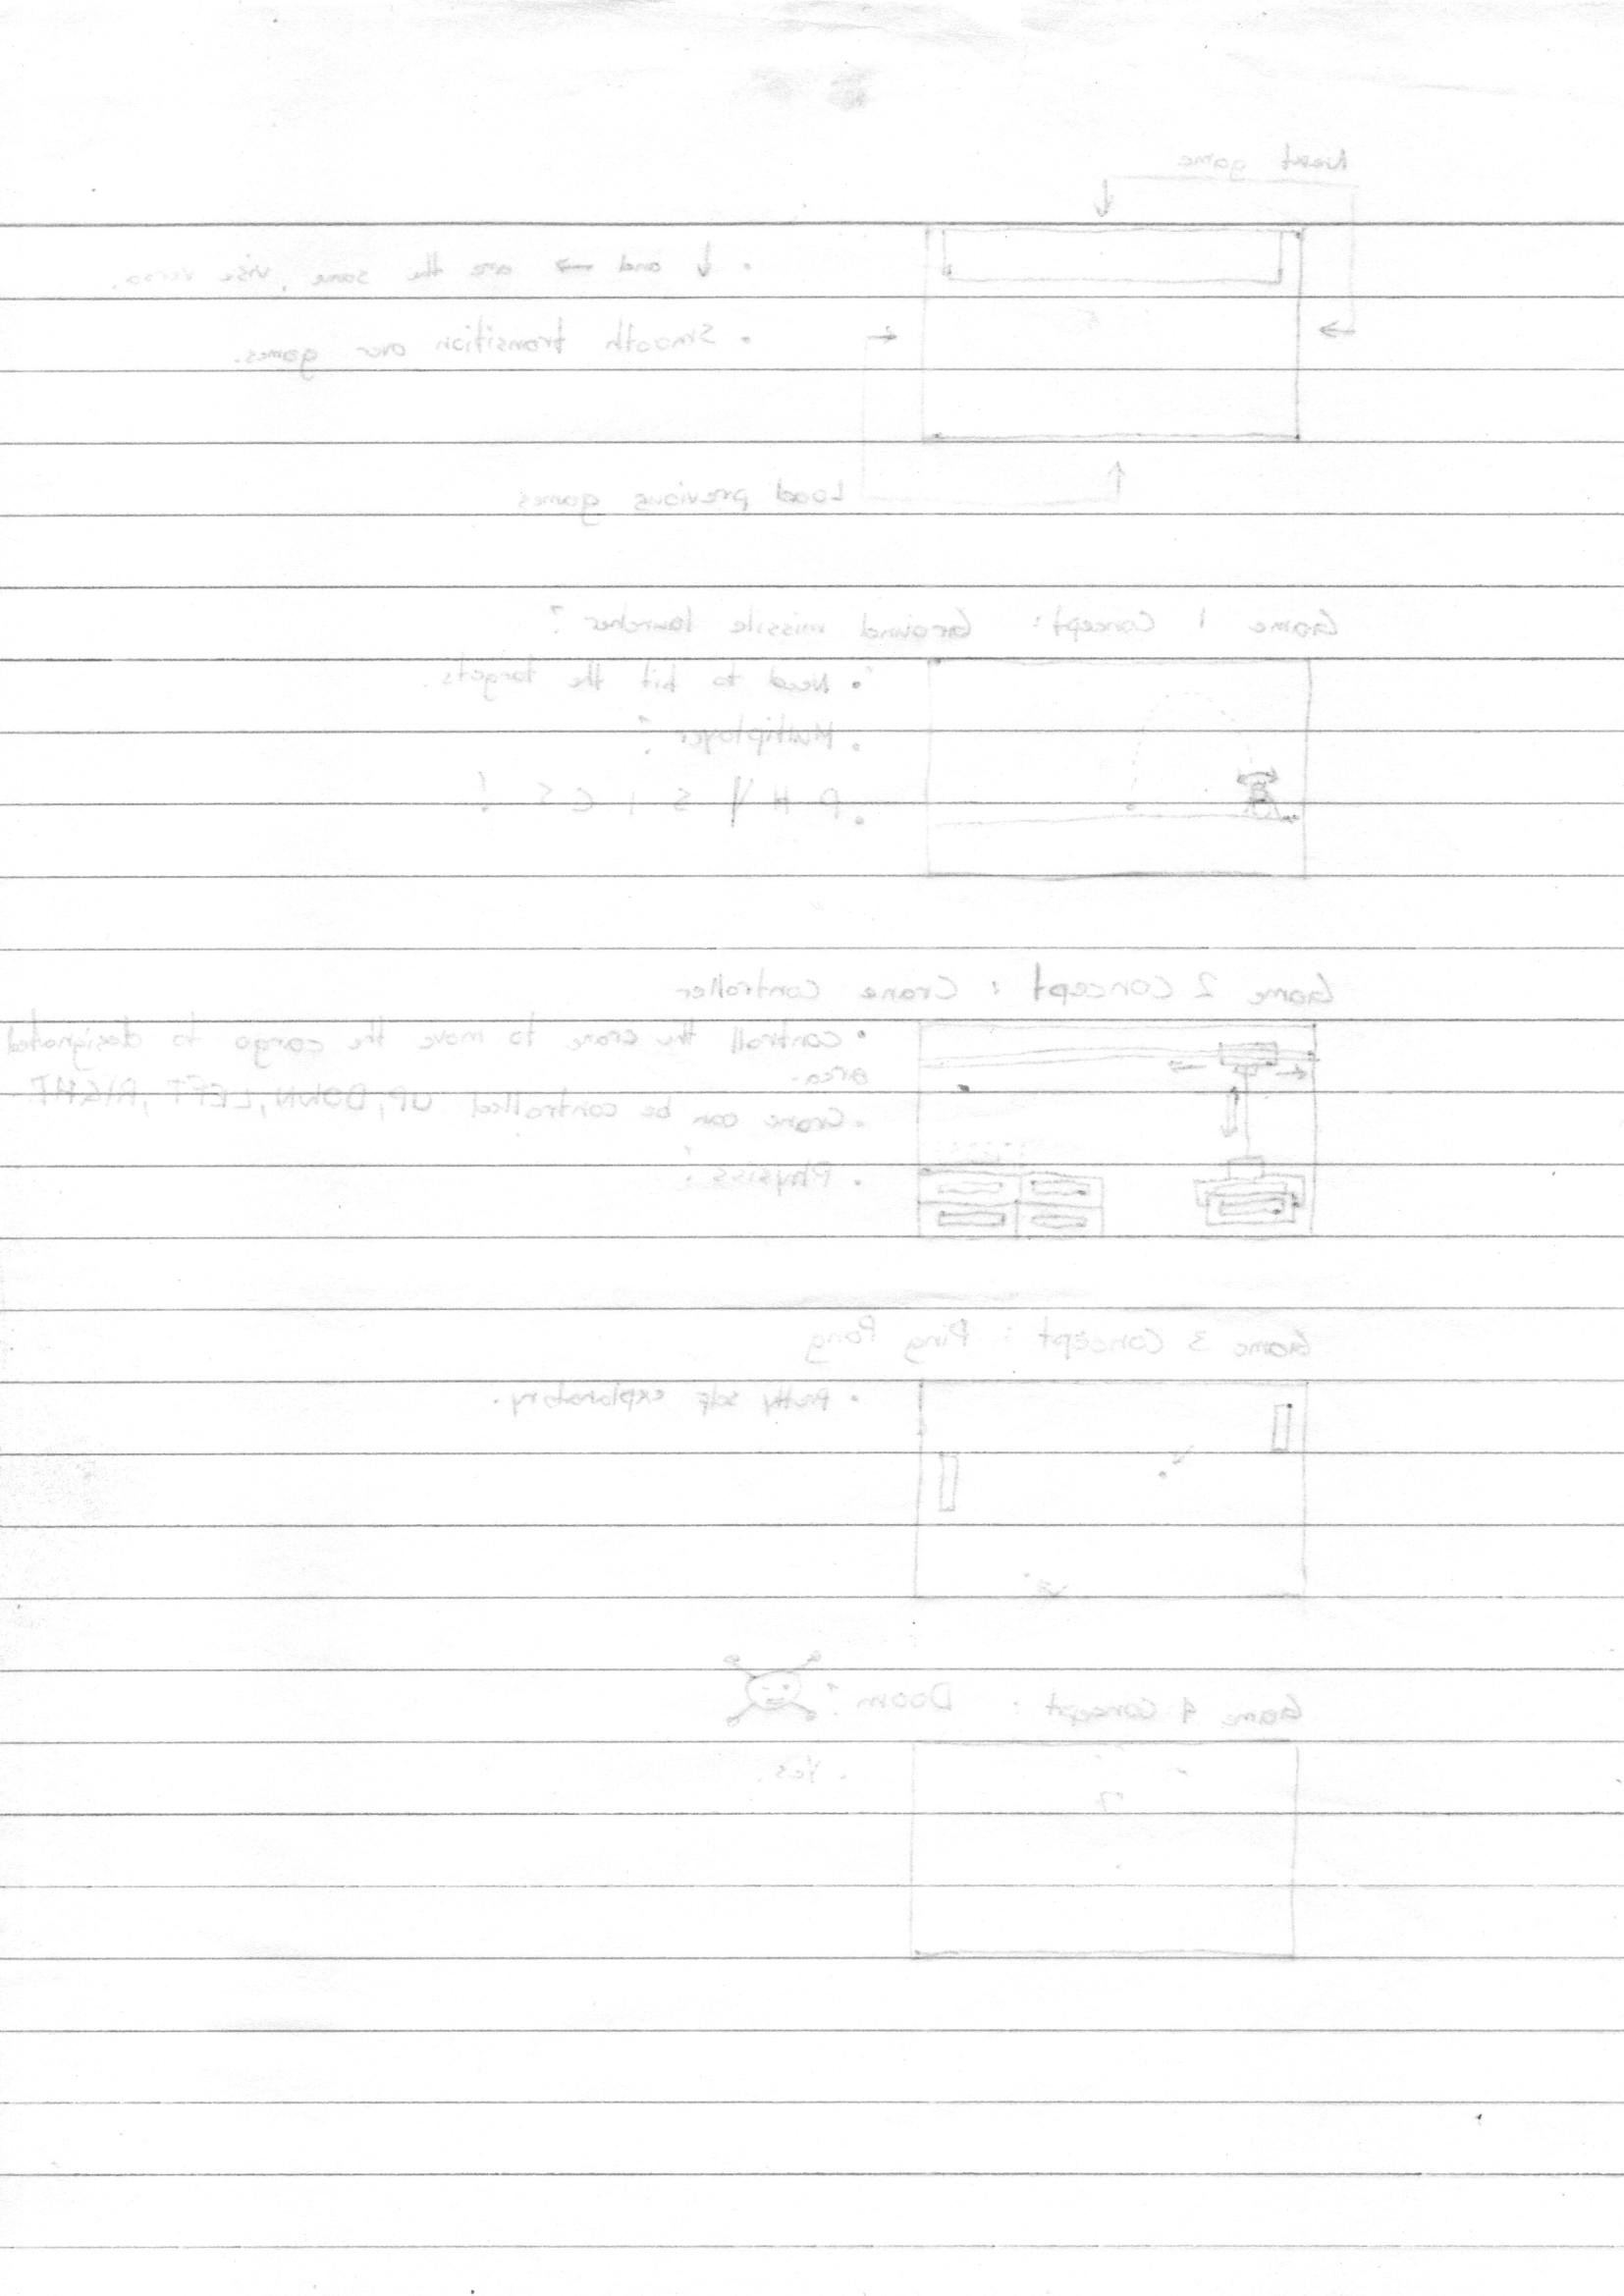 Next game
• ↓ and → are the same, vise versa.
• Smooth transition over games.
Load previous games
Game 1 Concept: Ground missile launcher?
• Need to hit the targets.
• Multiplayer?
• PHYSICS!
Game 2 Concept: Crane Controller
• Controll the crane to move the cargo to designated
area.
• Crane can be controlled UP, DOWN, LEFT, RIGHT.
• Physiss!
Game 3 Concept: Ping Pong
• Pretty self explanatory.
Game 4 Concept: Doom?
• Yes.